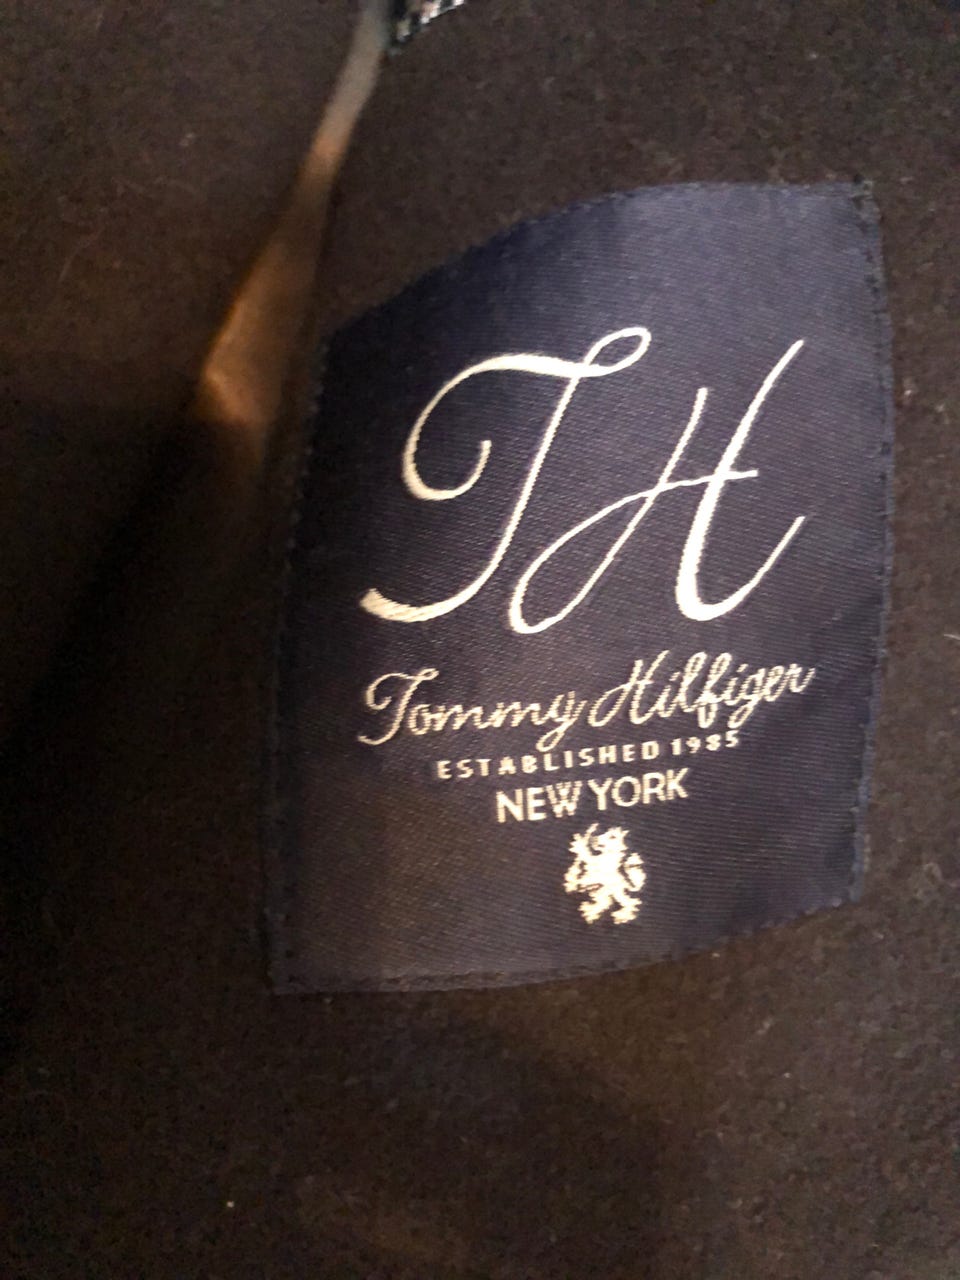 TH
Tommy Hilfiger
ESTABLISHED 1985
NEW YORK